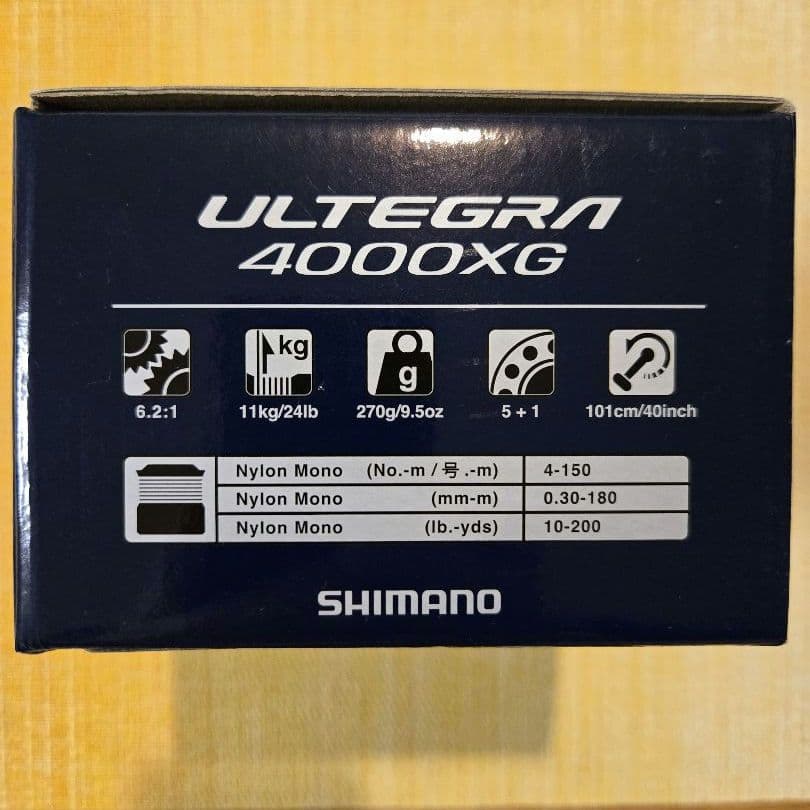 ULTEGRA
4000XG
kg
g
6.2:1 11kg/24lb 270g/9.5oz 5+1 101cm/40inch
Nylon Mono (No.-m / 号.-m) 4-150
Nylon Mono (mm-m) 0.30-180
Nylon Mono (lb.-yds) 10-200
SHIMANO